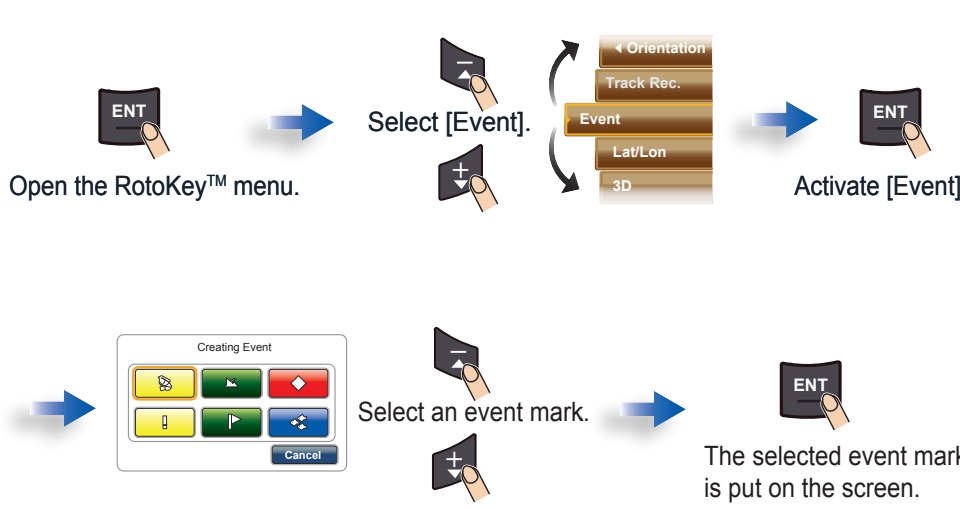 ENT
Open the RotoKey™ menu.
−
Select [Event].
+
Orientation
Track Rec.
Event
Lat/Lon
3D
ENT
Activate [Event]
Creating Event
!
Cancel
−
Select an event mark.
+
ENT
The selected event mark
is put on the screen.